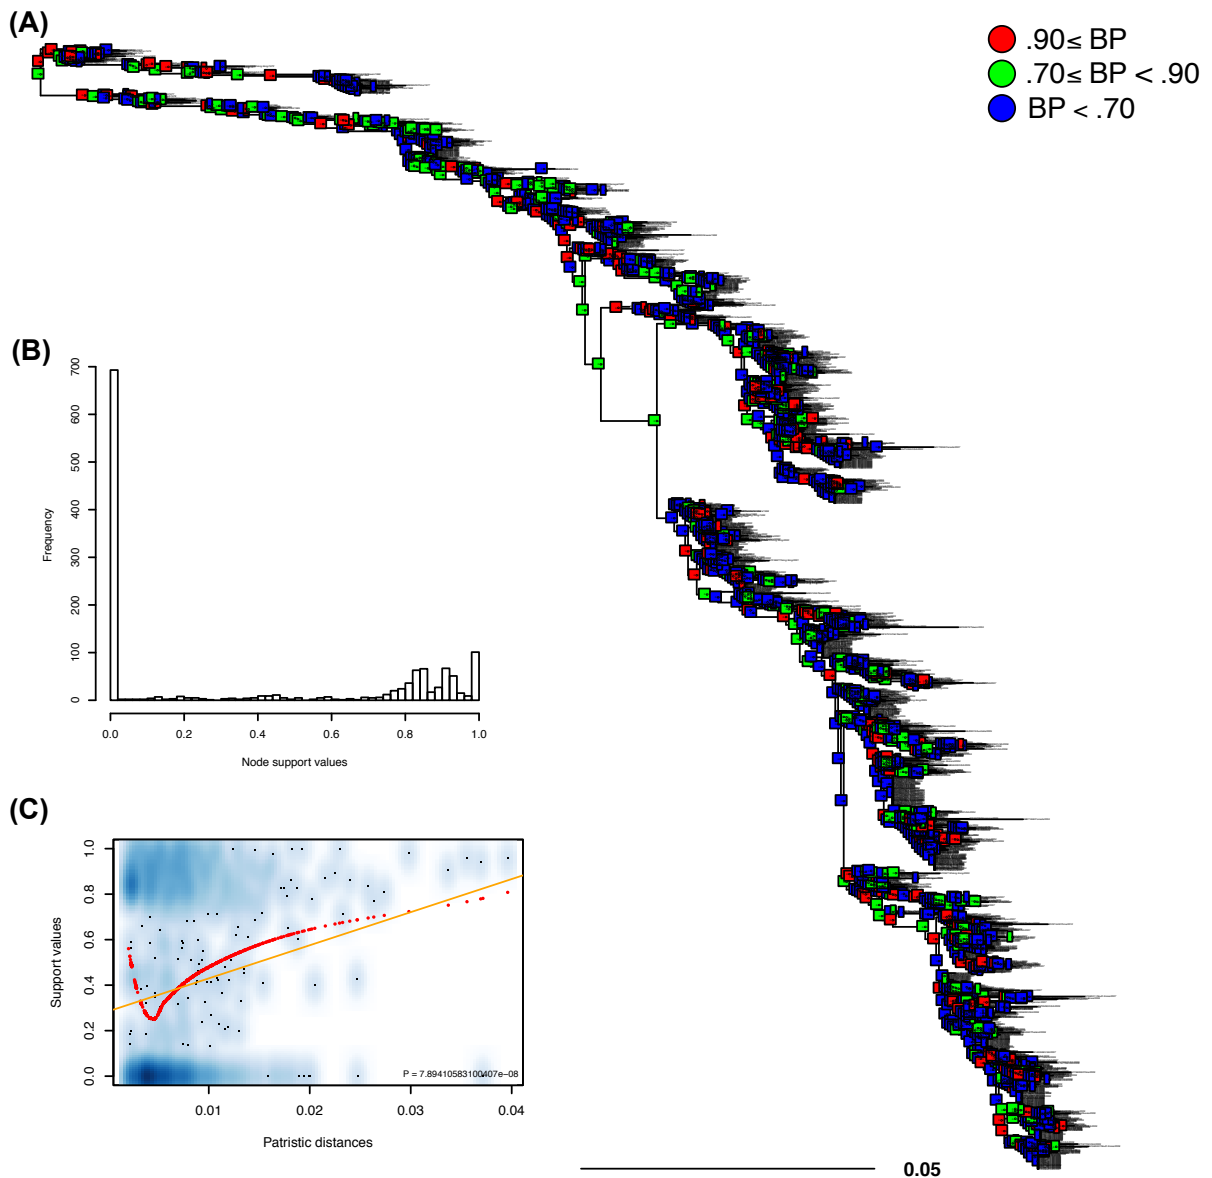 (A)
.90≤ BP
.70≤ BP < .90
BP < .70
(B)
700
600
500
400
300
200
100
0
Frequency
0.0 0.2 0.4 0.6 0.8 1.0
Node support values
(C)
1.0
0.8
0.6
0.4
0.2
0.0
Support values
P = 7.89410583100407e−08
0.01 0.02 0.03 0.04
Patristic distances
0.05